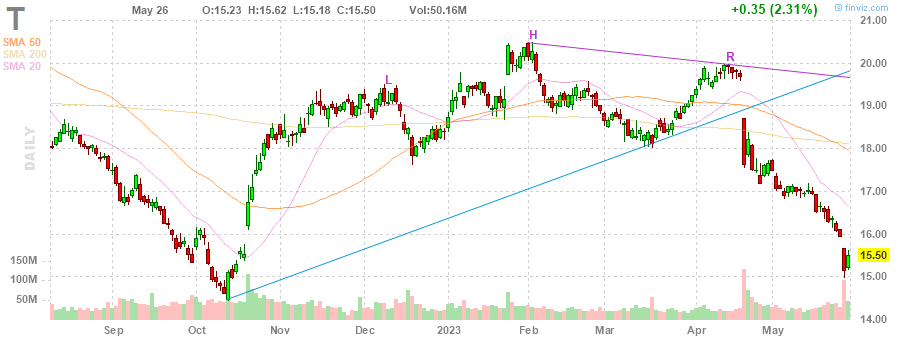 T May 26 O:15.23 H:15.62 L:15.18 C:15.50 Vol:50.16M +0.35 (2.31%) © finviz.com
SMA 50
SMA 200
SMA 20
DAILY
L
H
R
21.00
20.00
19.00
18.00
17.00
16.00
15.50
15.00
14.00
150M
100M
50M
Sep Oct Nov Dec 2023 Feb Mar Apr May